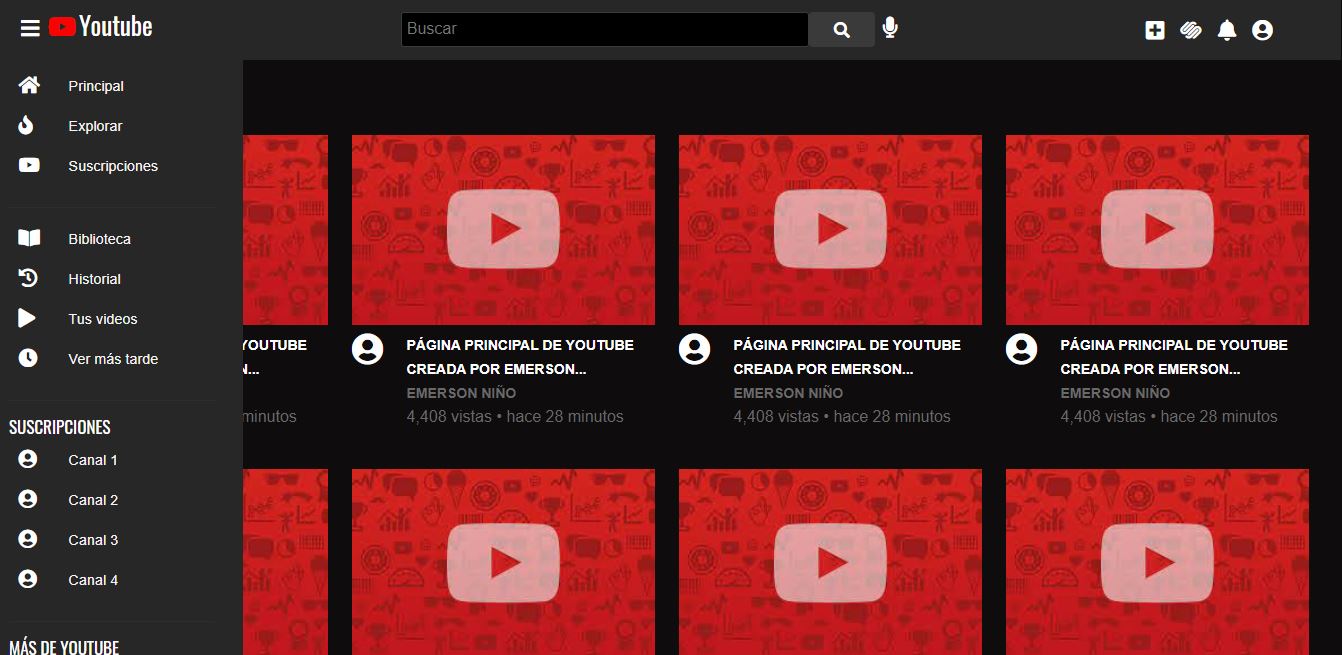 Youtube
Buscar
Principal
Explorar
Suscripciones
Biblioteca
Historial
Tus videos
Ver más tarde
SUSCRIPCIONES
Canal 1
Canal 2
Canal 3
Canal 4
MÁS DE YOUTUBE
YOUTUBE
N...
minutos
PÁGINA PRINCIPAL DE YOUTUBE
CREADA POR EMERSON...
EMERSON NIÑO
4,408 vistas • hace 28 minutos
PÁGINA PRINCIPAL DE YOUTUBE
CREADA POR EMERSON...
EMERSON NIÑO
4,408 vistas • hace 28 minutos
PÁGINA PRINCIPAL DE YOUTUBE
CREADA POR EMERSON...
EMERSON NIÑO
4,408 vistas • hace 28 minutos